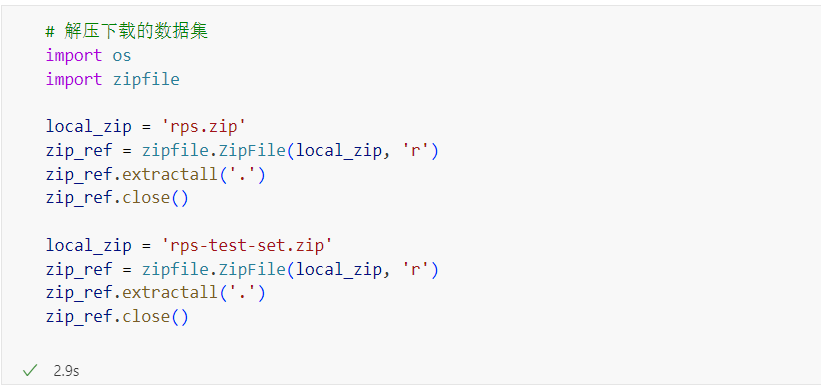 # 解压下载的数据集
import os
import zipfile
local_zip = 'rps.zip'
zip_ref = zipfile.ZipFile(local_zip, 'r')
zip_ref.extractall('.')
zip_ref.close()
local_zip = 'rps-test-set.zip'
zip_ref = zipfile.ZipFile(local_zip, 'r')
zip_ref.extractall('.')
zip_ref.close()
2.9s